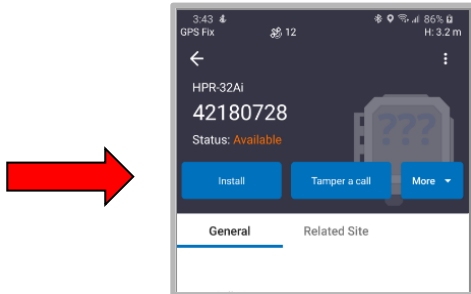 3:43 86%
GPS Fix 12 H: 3.2 m
HPR-32Ai
42180728
Status: Available
???
Install Tamper a call More
General Related Site